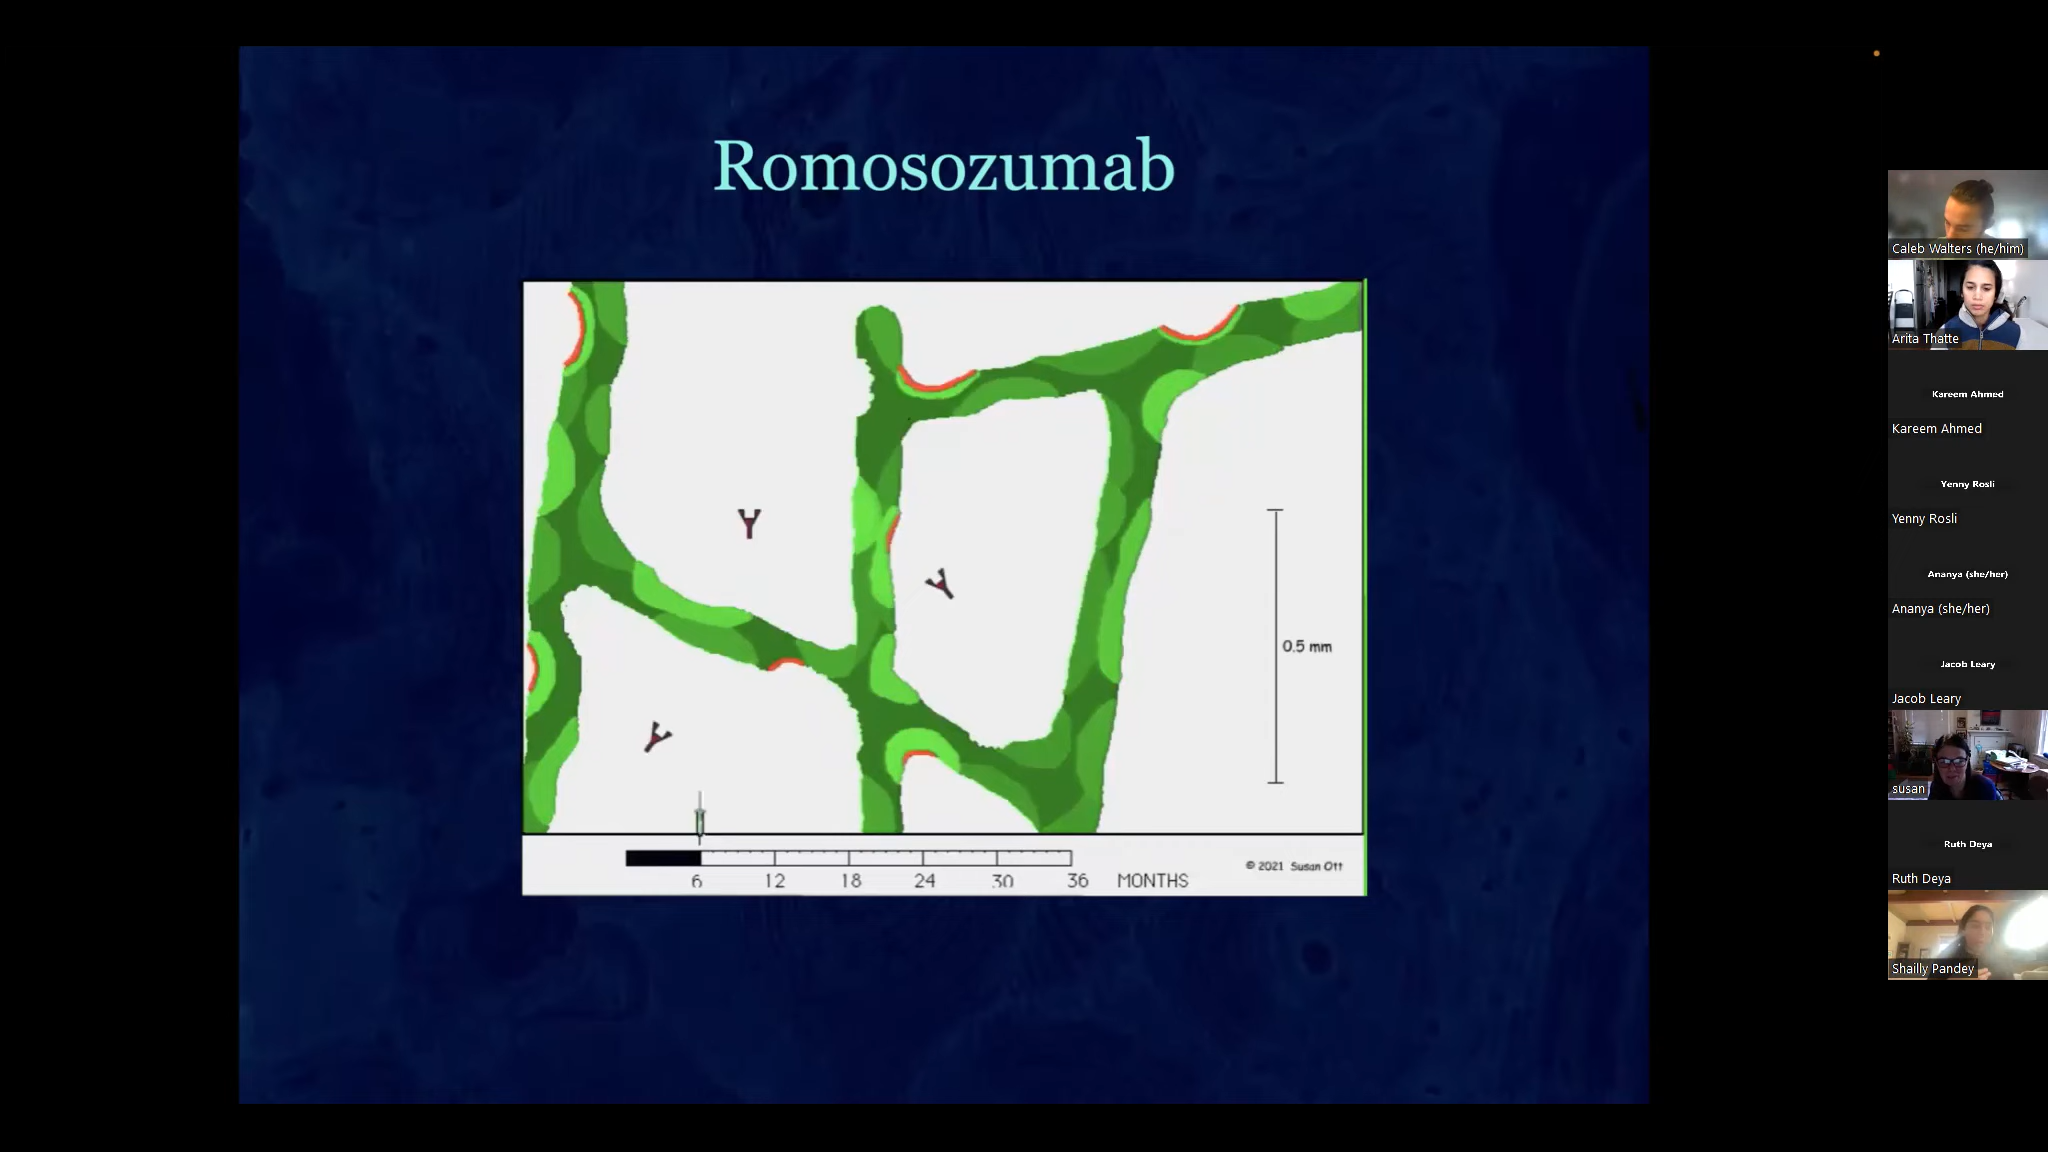 Romosozumab
0.5 mm
6 12 18 24 30 36 MONTHS
© 2021 Susan Ott
Caleb Walters (he/him)
Arita Thatte
Kareem Ahmed
Kareem Ahmed
Yenny Rosli
Yenny Rosli
Ananya (she/her)
Ananya (she/her)
Jacob Leary
Jacob Leary
susan
Ruth Deya
Ruth Deya
Shailly Pandey